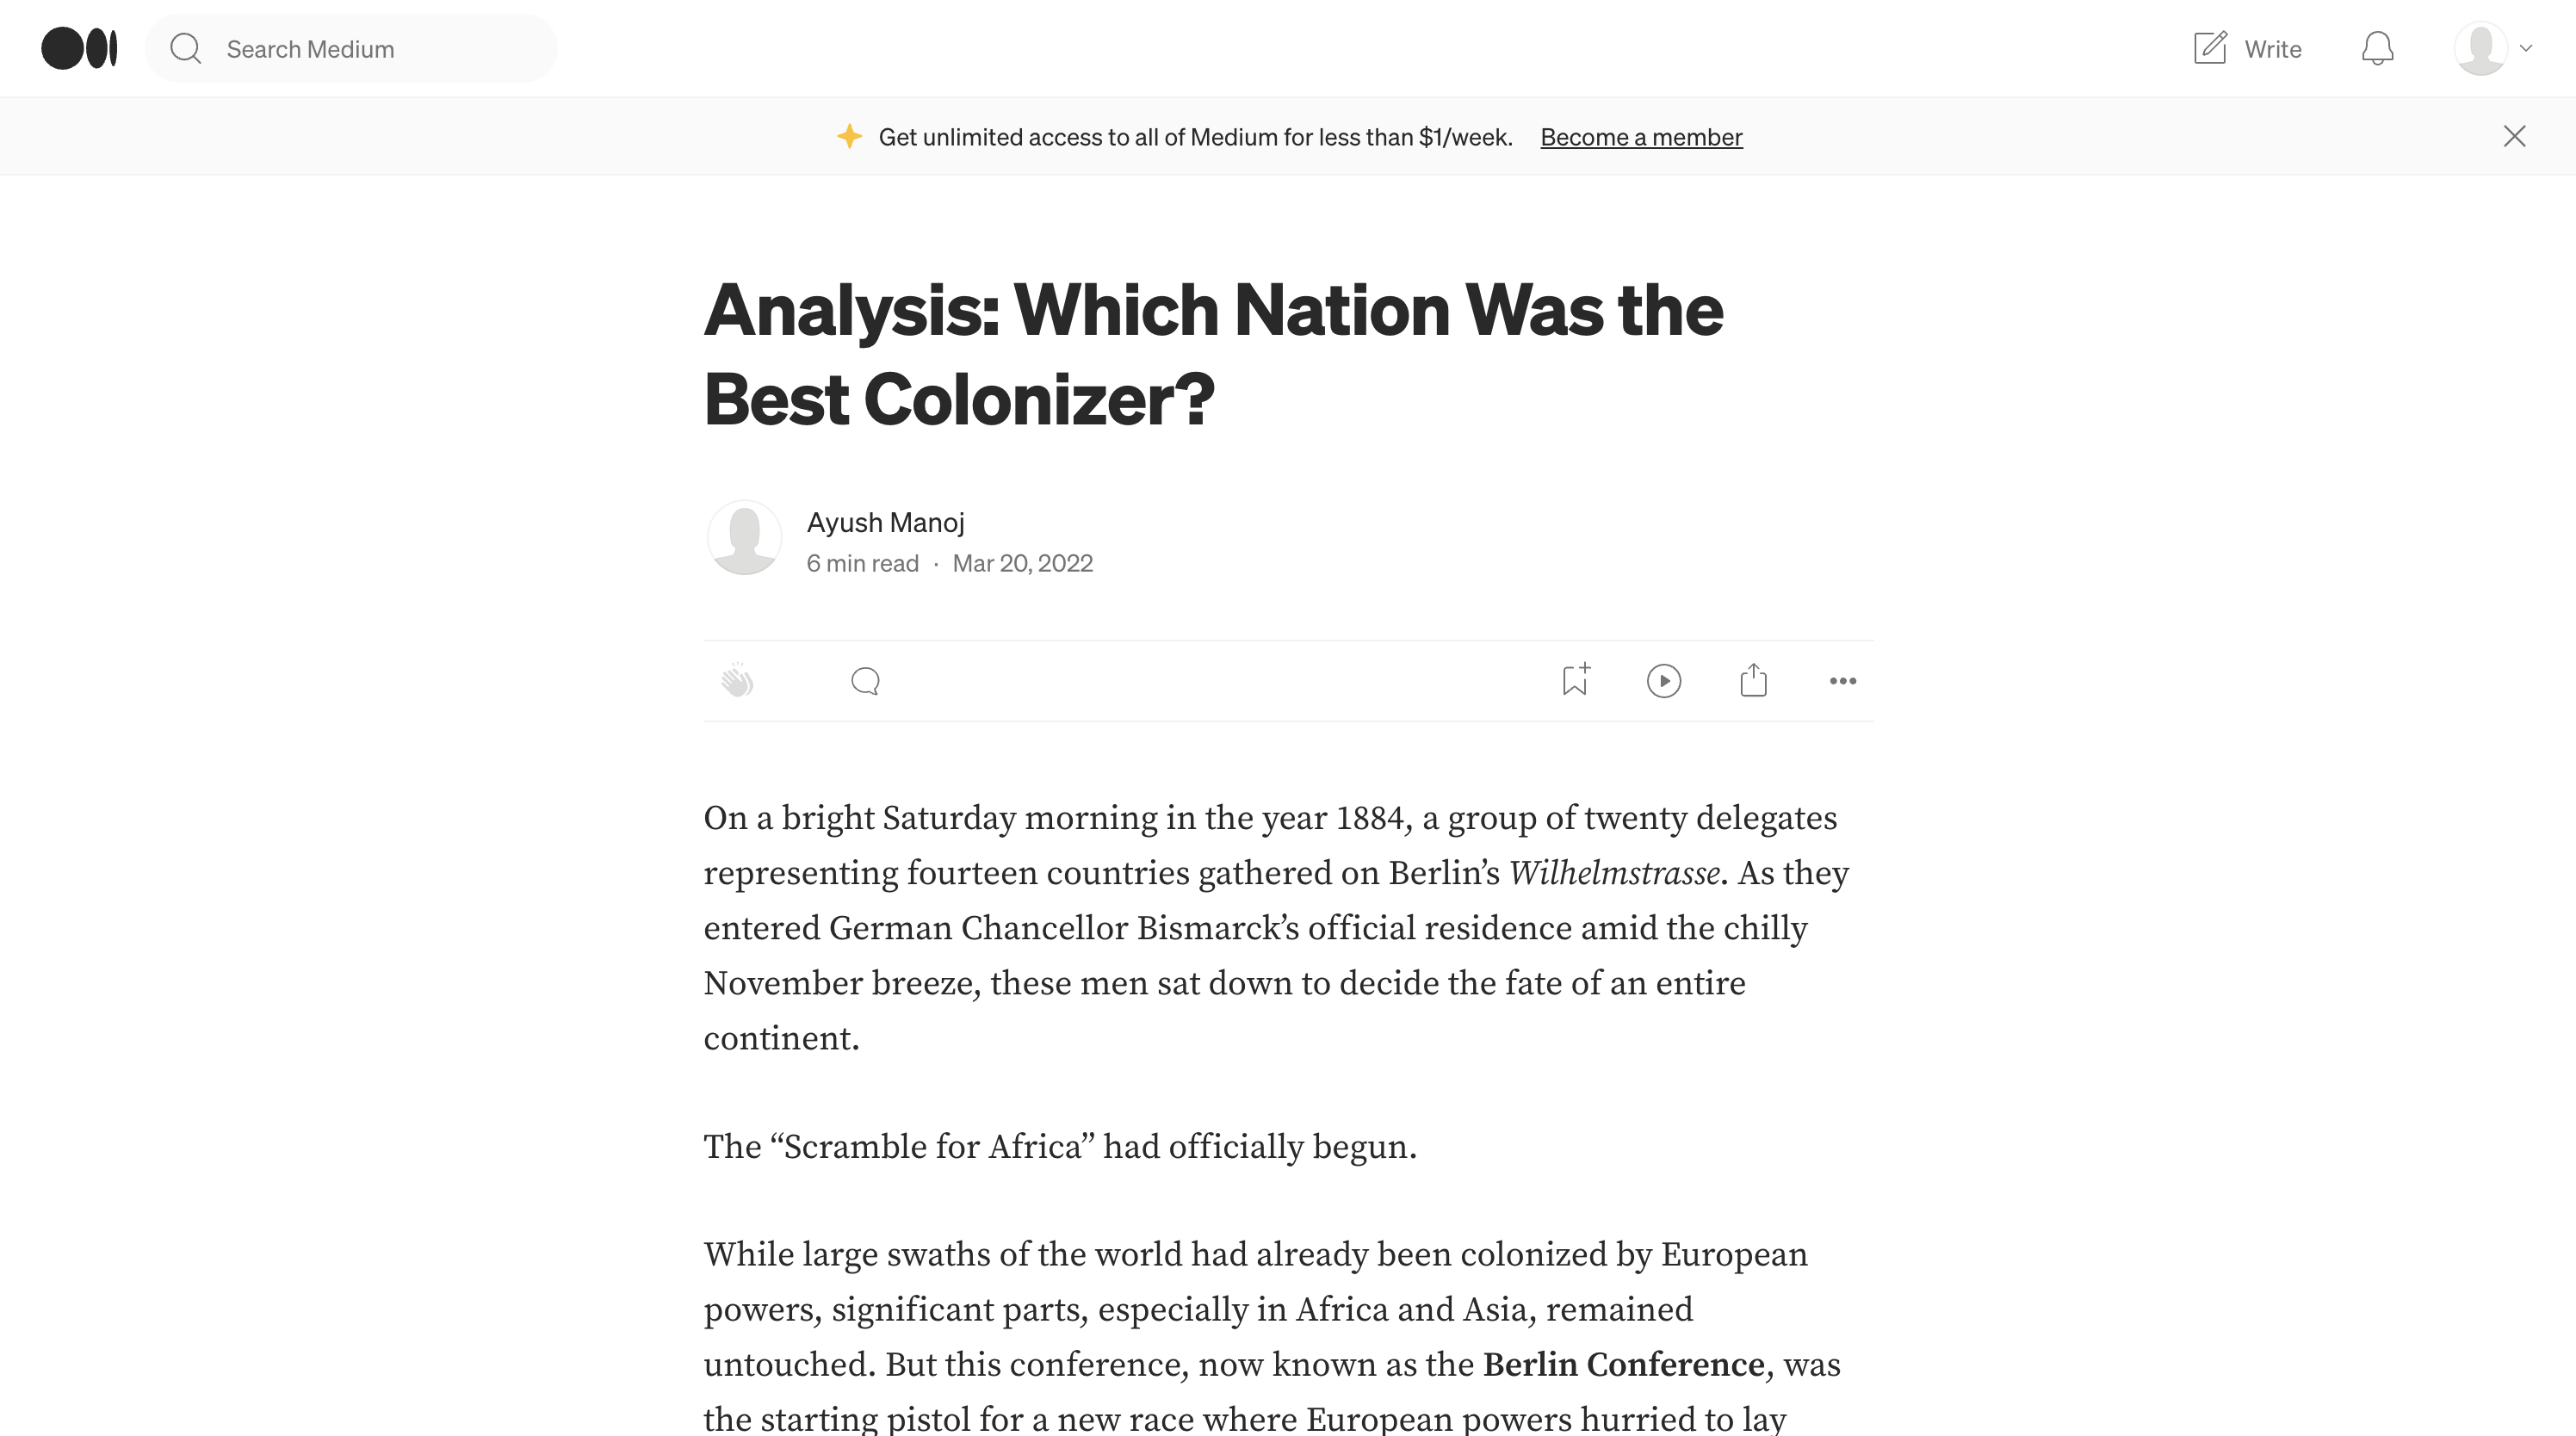 Search Medium
Write
Get unlimited access to all of Medium for less than $1/week. Become a member
Analysis: Which Nation Was the
Best Colonizer?
Ayush Manoj
6 min read · Mar 20, 2022
On a bright Saturday morning in the year 1884, a group of twenty delegates
representing fourteen countries gathered on Berlin’s Wilhelmstrasse. As they
entered German Chancellor Bismarck’s official residence amid the chilly
November breeze, these men sat down to decide the fate of an entire
continent.
The “Scramble for Africa” had officially begun.
While large swaths of the world had already been colonized by European
powers, significant parts, especially in Africa and Asia, remained
untouched. But this conference, now known as the Berlin Conference, was
the starting pistol for a new race where European powers hurried to lay